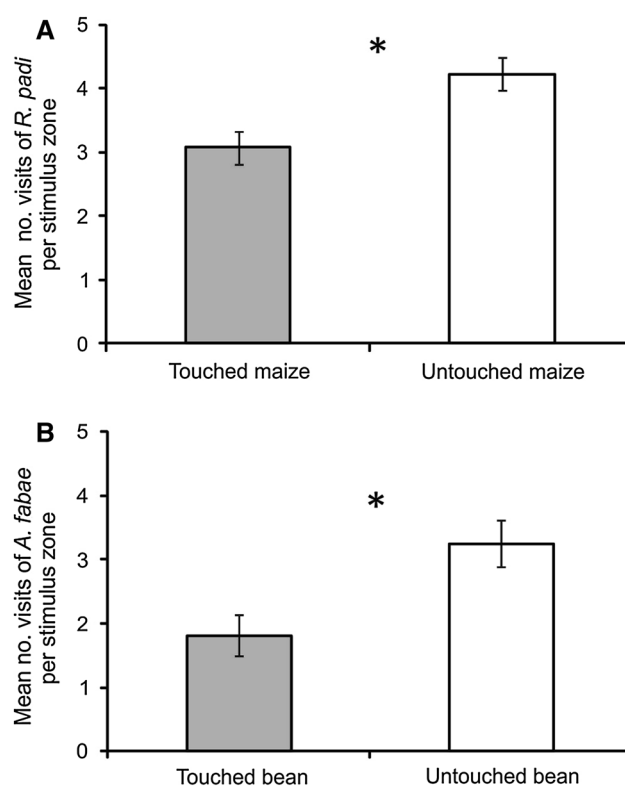 A
Mean no. visits of R. padi
per stimulus zone
5
4
3
2
1
0
*
Touched maize
Untouched maize
B
Mean no. visits of A. fabae
per stimulus zone
5
4
3
2
1
0
*
Touched bean
Untouched bean